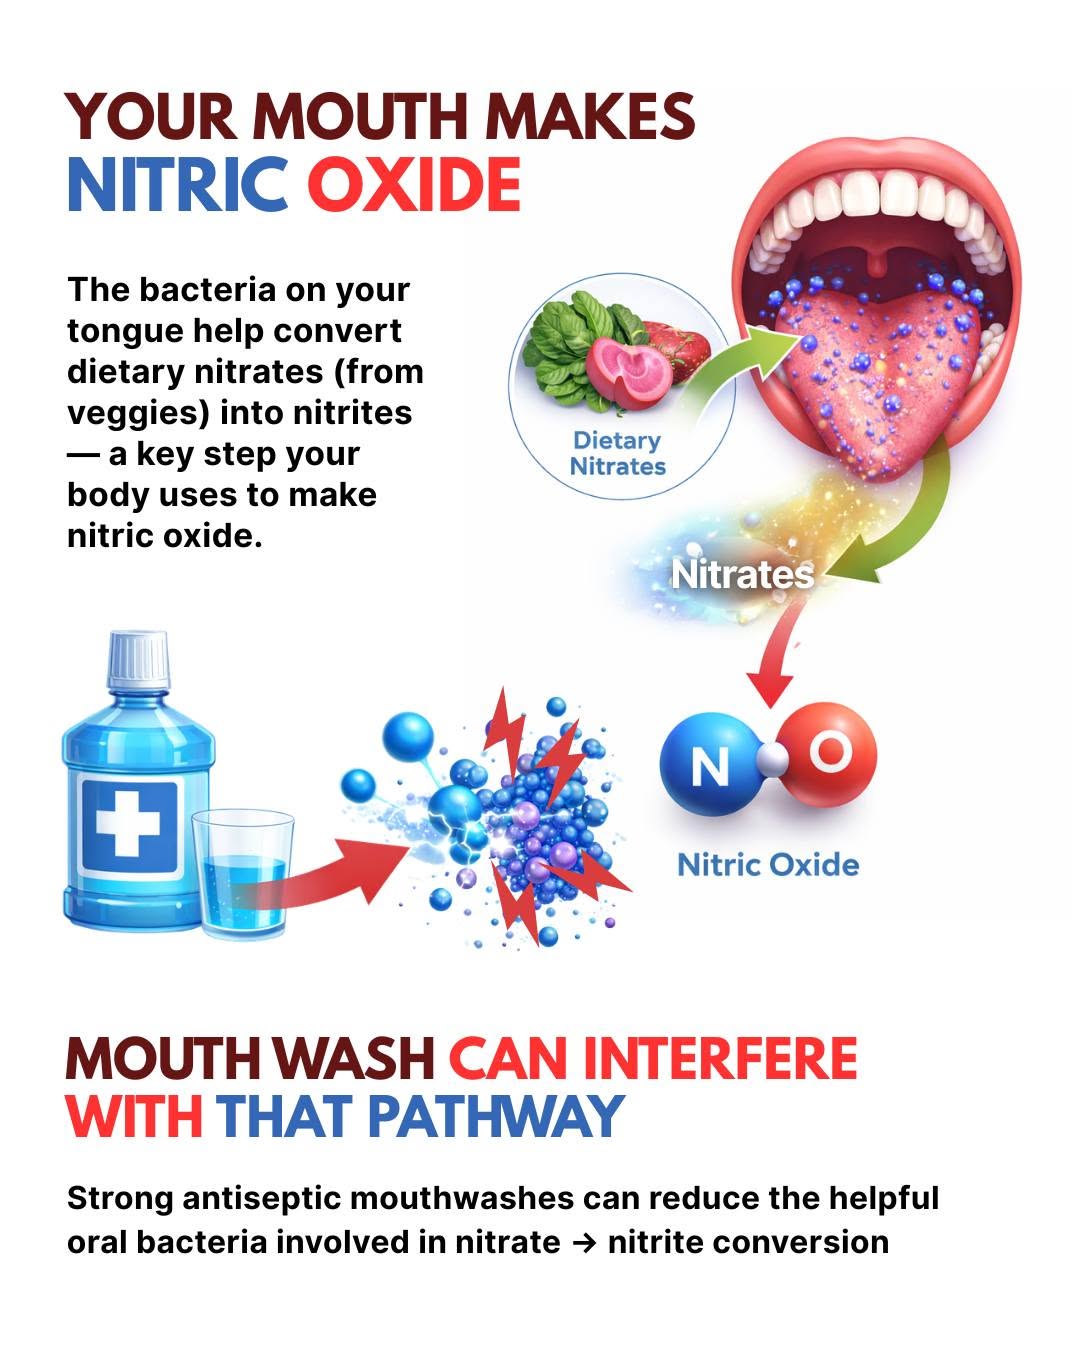 YOUR MOUTH MAKES
NITRIC OXIDE
The bacteria on your
tongue help convert
dietary nitrates (from
veggies) into nitrites
— a key step your
body uses to make
nitric oxide.
Dietary
Nitrates
Nitrates
N O
Nitric Oxide
MOUTH WASH CAN INTERFERE
WITH THAT PATHWAY
Strong antiseptic mouthwashes can reduce the helpful
oral bacteria involved in nitrate → nitrite conversion